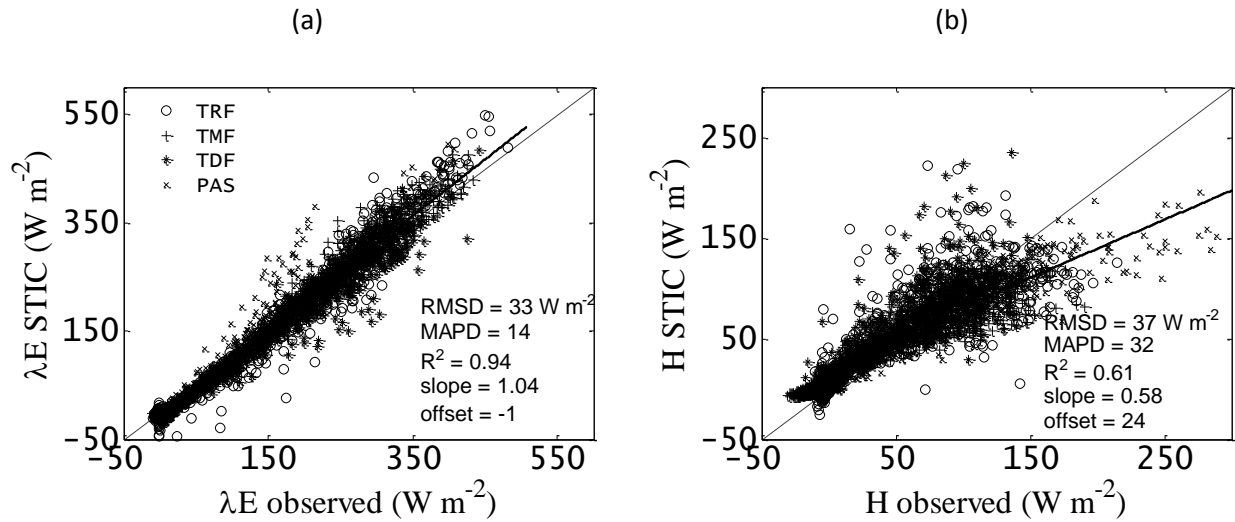 (a)
(b)
550
350
150
−50
−50
150
350
550
λE STIC (W m-2)
λE observed (W m-2)
TRF
TMF
TDF
PAS
RMSD = 33 W m-2
MAPD = 14
R2 = 0.94
slope = 1.04
offset = -1
250
150
50
−50
−50
50
150
250
H STIC (W m-2)
H observed (W m-2)
RMSD = 37 W m-2
MAPD = 32
R2 = 0.61
slope = 0.58
offset = 24